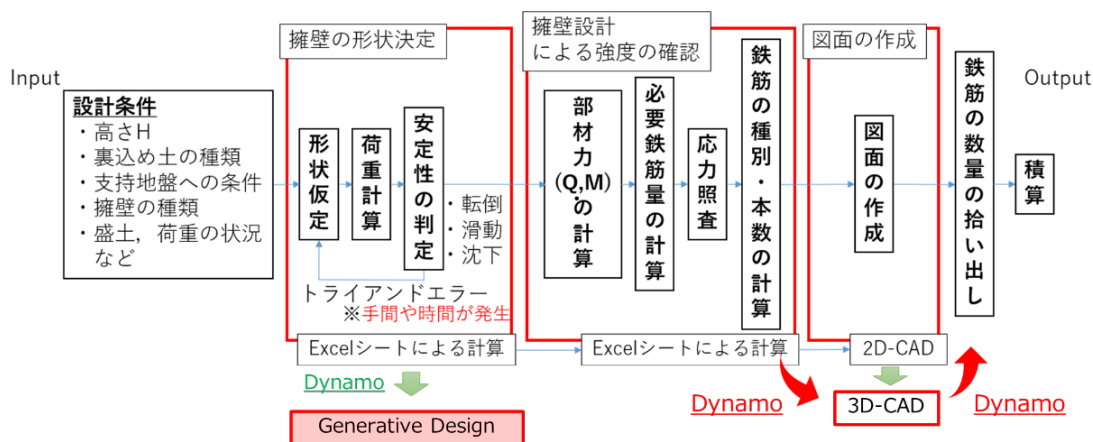 Input
設計条件
・高さH
・裏込め土の種類
・支持地盤への条件
・擁壁の種類
・盛土，荷重の状況
など
擁壁の形状決定
形状仮定
荷重計算
安定性の判定
・転倒
・滑動
・沈下
トライアンドエラー
※手間や時間が発生
Excelシートによる計算
Dynamo
Generative Design
擁壁設計
による強度の確認
部材力(Q,M)の計算
必要鉄筋量の計算
応力照査
鉄筋の種別・本数の計算
Excelシートによる計算
Dynamo
図面の作成
図面の作成
2D-CAD
3D-CAD
Dynamo
鉄筋の数量の拾い出し
Output
積算